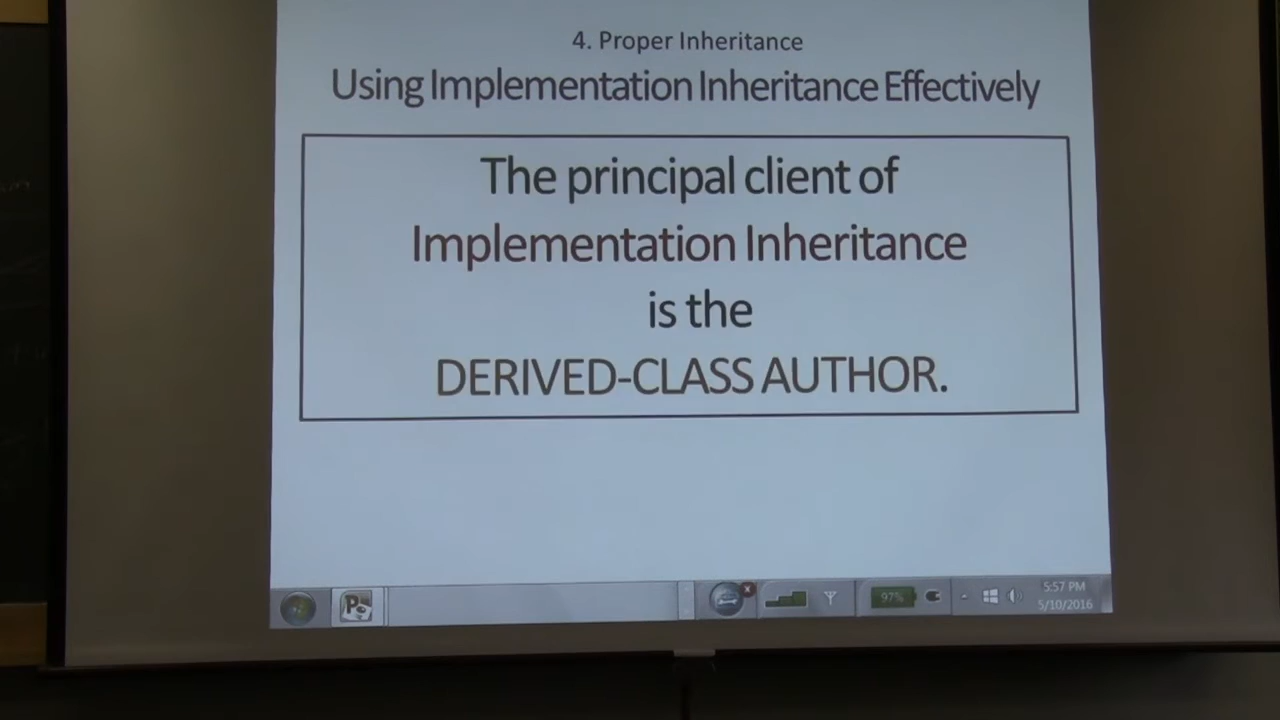 4. Proper Inheritance
Using Implementation Inheritance Effectively
The principal client of
Implementation Inheritance
is the
DERIVED-CLASS AUTHOR.
97%
5:57 PM
5/10/2016